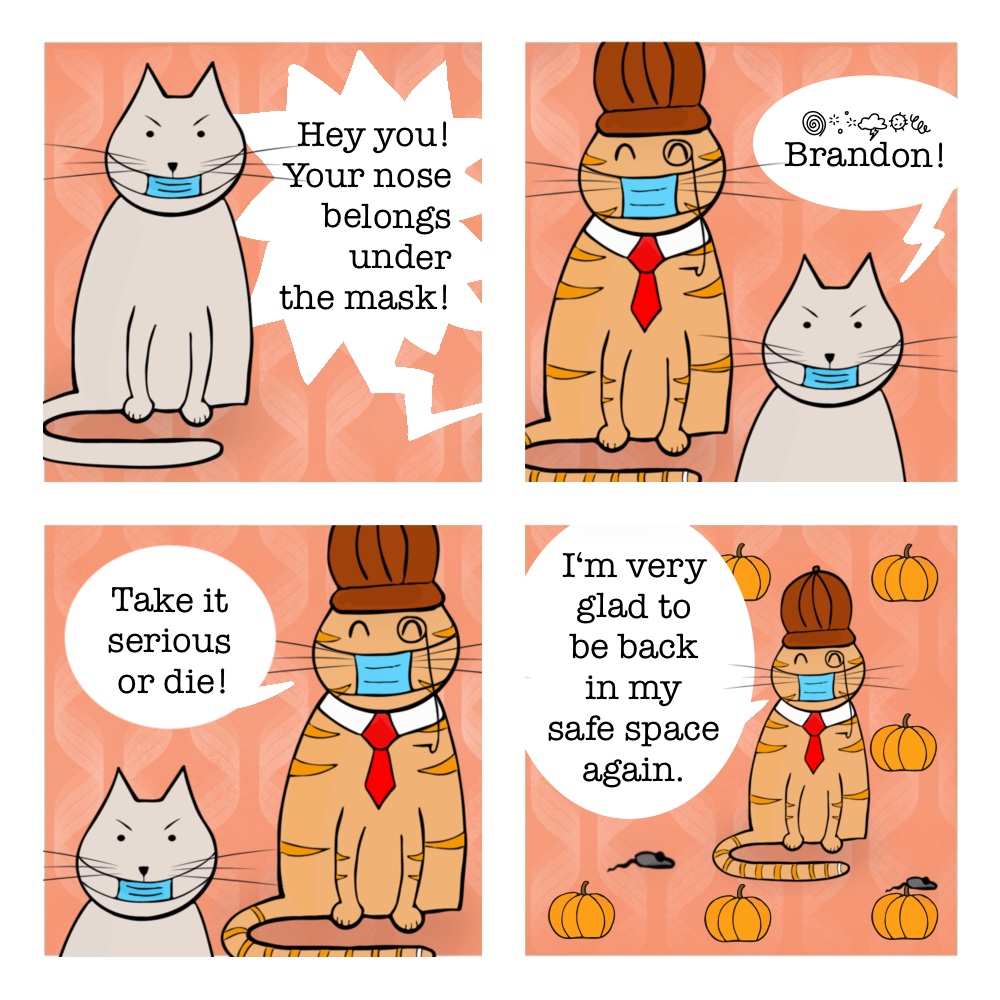 Hey you!
Your nose
belongs
under
the mask!
Brandon!
Take it
serious
or die!
I‘m very
glad to
be back
in my
safe space
again.